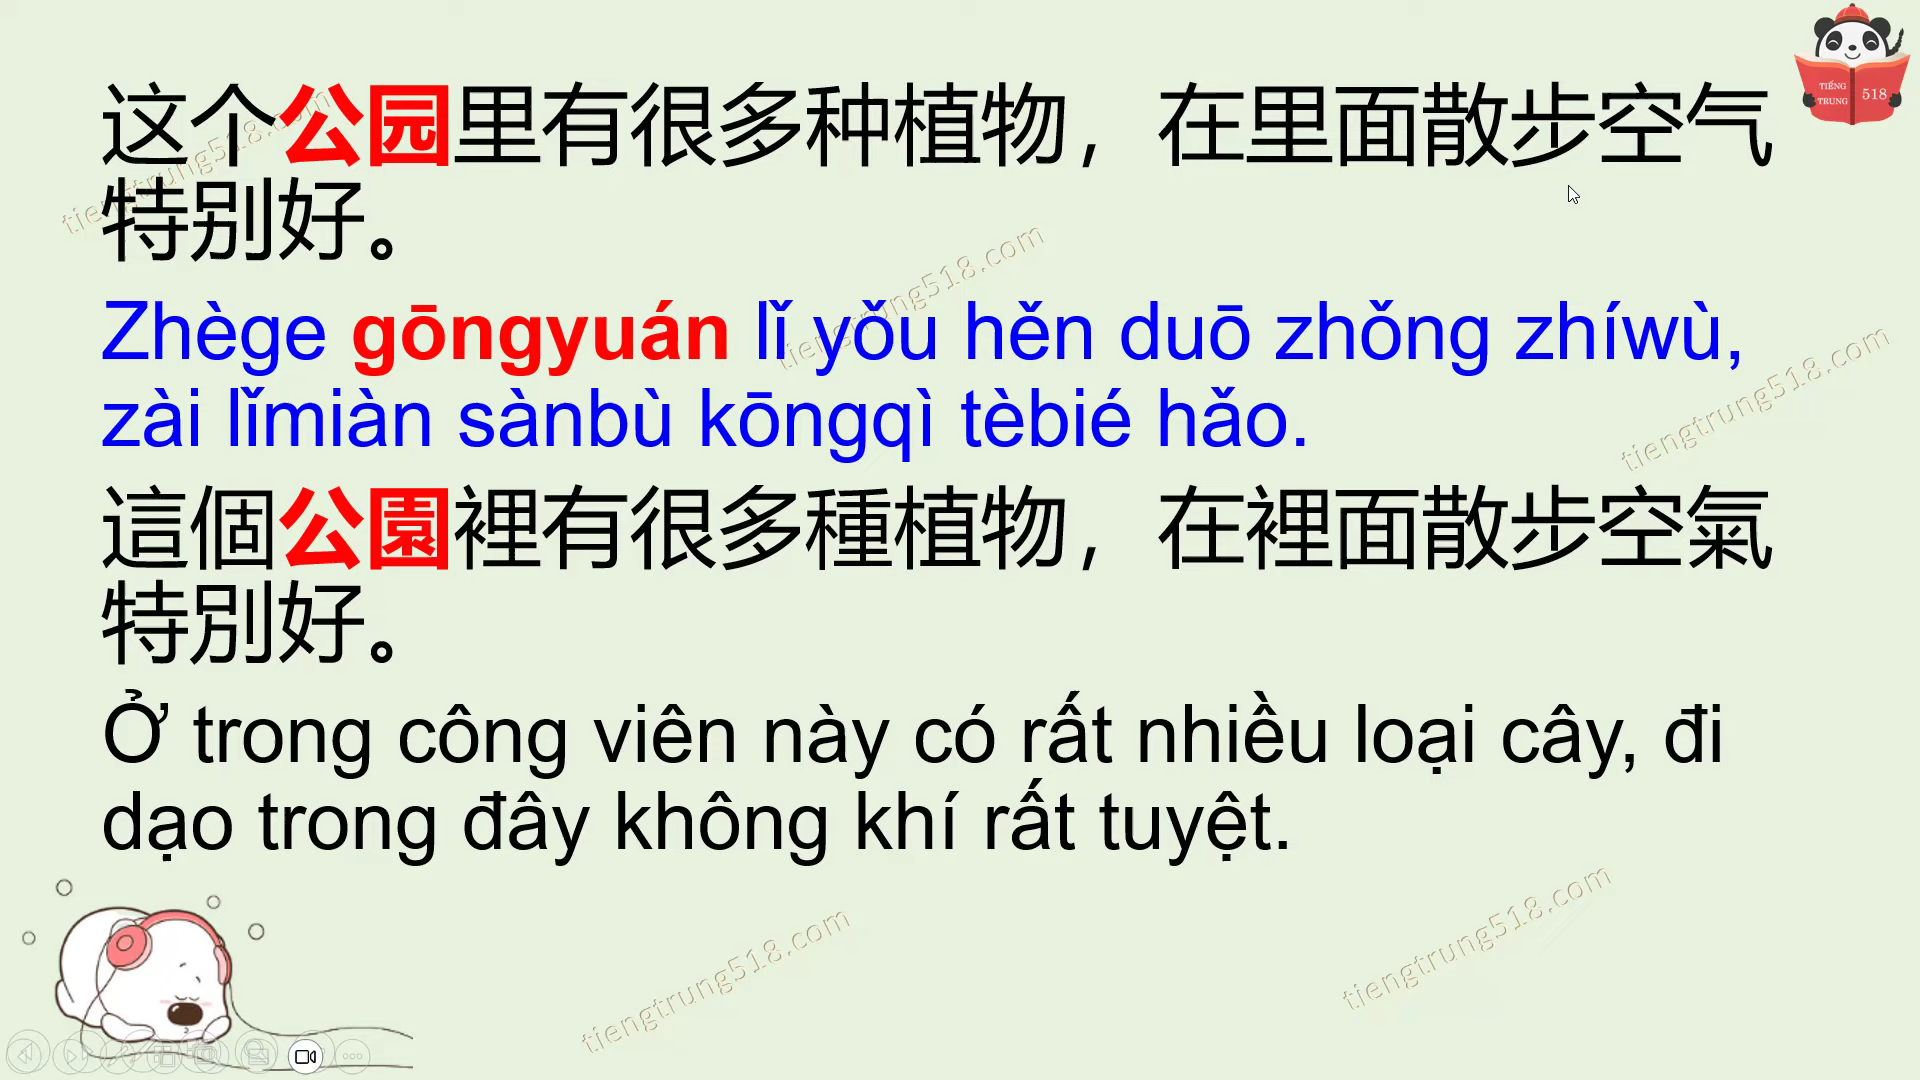 这个公园里有很多种植物，在里面散步空气
特别好。
Zhège gōngyuán lǐ yǒu hěn duō zhǒng zhíwù,
zài lǐmiàn sànbù kōngqì tèbié hǎo.
這個公園裡有很多種植物，在裡面散步空氣
特別好。
Ở trong công viên này có rất nhiều loại cây, đi
dạo trong đây không khí rất tuyệt.
TIẾNG
TRUNG
518
tiengtrung518.com
tiengtrung518.com
tiengtrung518.com
tiengtrung518.com
tiengtrung518.com